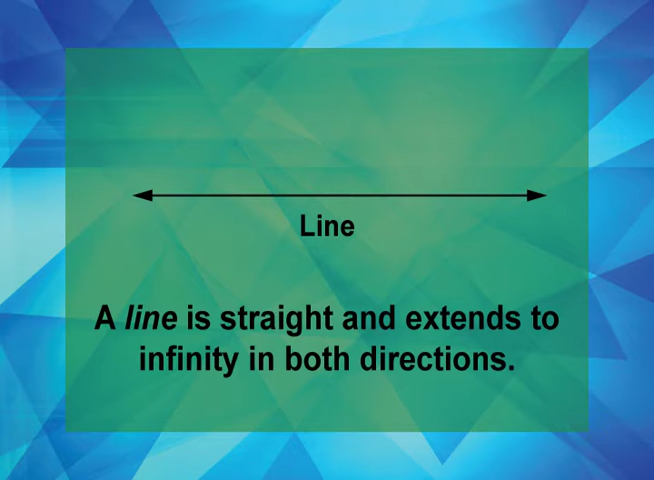 Line
A line is straight and extends to
infinity in both directions.